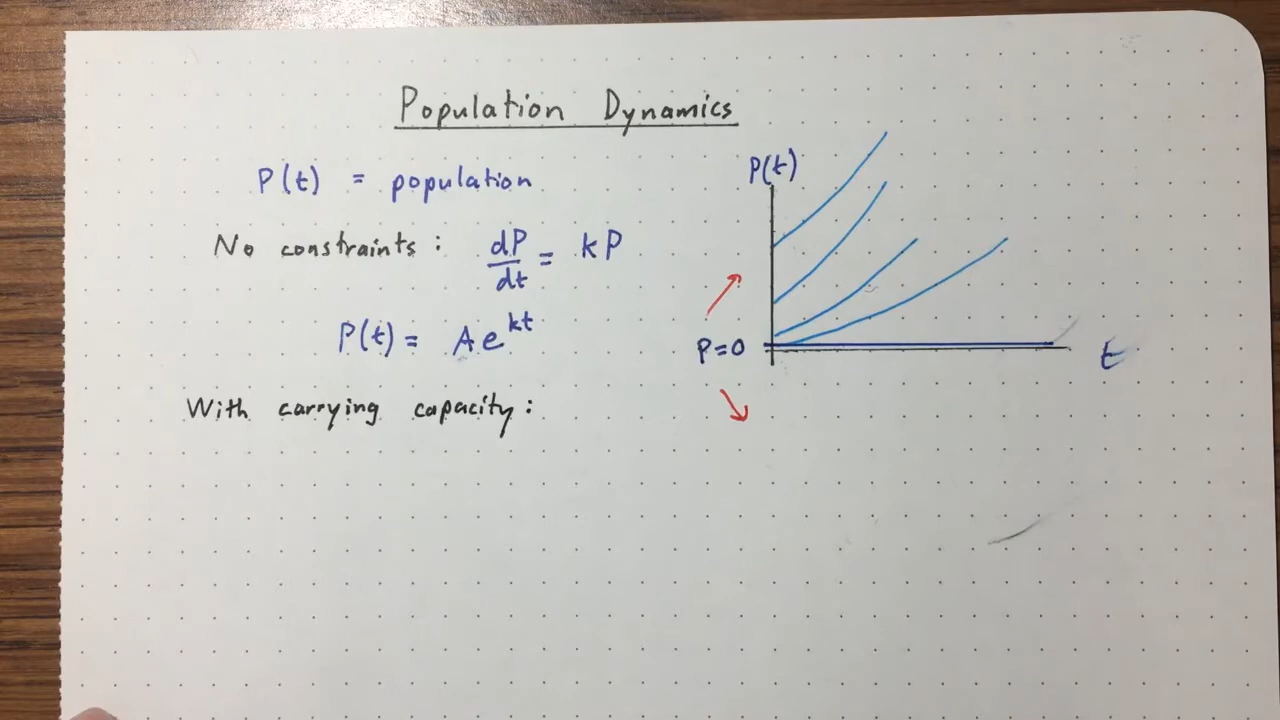 Population Dynamics
P(t) = population
No constraints: dP/dt = kP
P(t) = Ae^kt
With carrying capacity:
P(t)
P=0
t